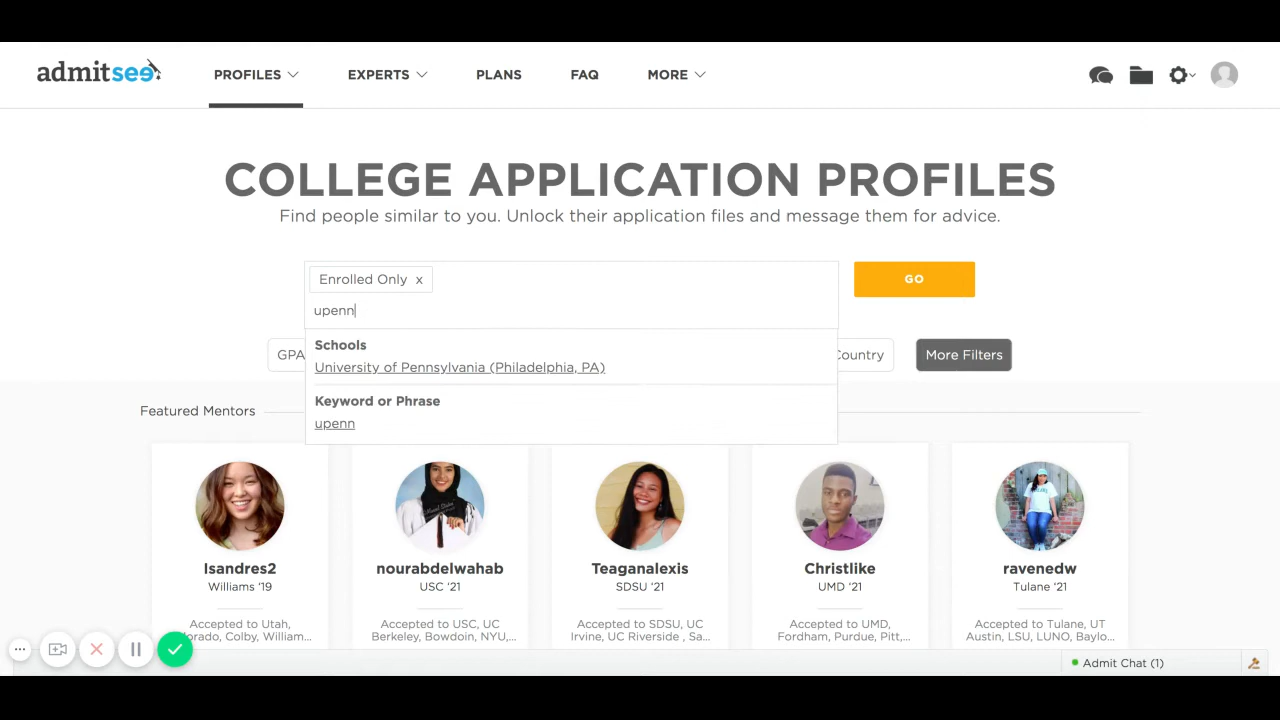 admitsee
PROFILES
EXPERTS
PLANS
FAQ
MORE
COLLEGE APPLICATION PROFILES
Find people similar to you. Unlock their application files and message them for advice.
Enrolled Only x
GO
upenn
Schools
University of Pennsylvania (Philadelphia, PA)
Keyword or Phrase
upenn
GPA
Country
More Filters
Featured Mentors
lsandres2
Williams '19
Accepted to Utah,
orado, Colby, William...
nourabdelwahab
USC '21
Accepted to USC, UC
Berkeley, Bowdoin, NYU,...
Teaganalexis
SDSU '21
Accepted to SDSU, UC
Irvine, UC Riverside , Sa...
Christlike
UMD '21
Accepted to UMD,
Fordham, Purdue, Pitt,...
ravenedw
Tulane '21
Accepted to Tulane, UT
Austin, LSU, LUNO, Baylo...
Admit Chat (1)